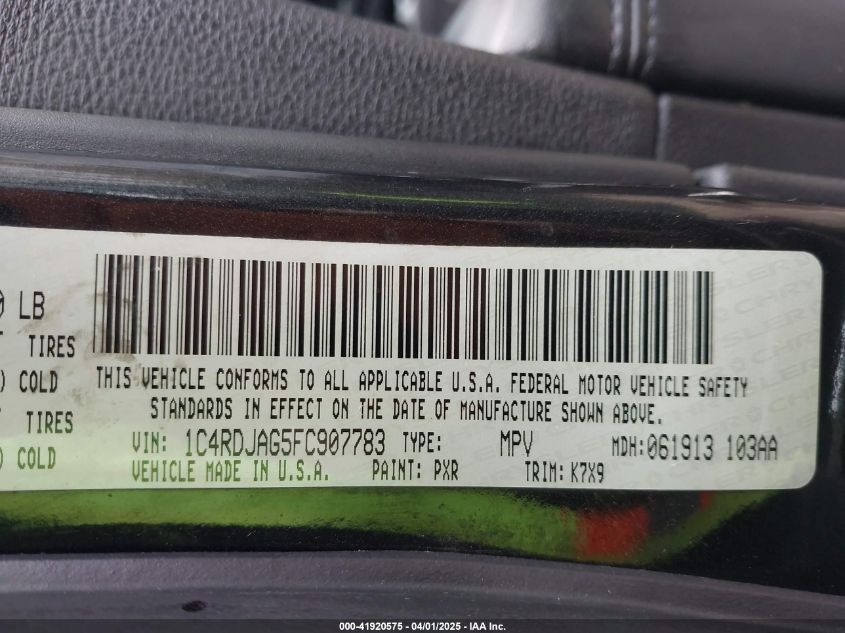 LB
TIRES
COLD
TIRES
COLD
THIS VEHICLE CONFORMS TO ALL APPLICABLE U.S.A. FEDERAL MOTOR VEHICLE SAFETY
STANDARDS IN EFFECT ON THE DATE OF MANUFACTURE SHOWN ABOVE.
VIN: 1C4RDJAG5FC907783 TYPE: MPV MDH:061913 103AA
VEHICLE MADE IN U.S.A. PAINT: PXR TRIM: K7X9
000-41920575 - 04/01/2025 - IAA Inc.